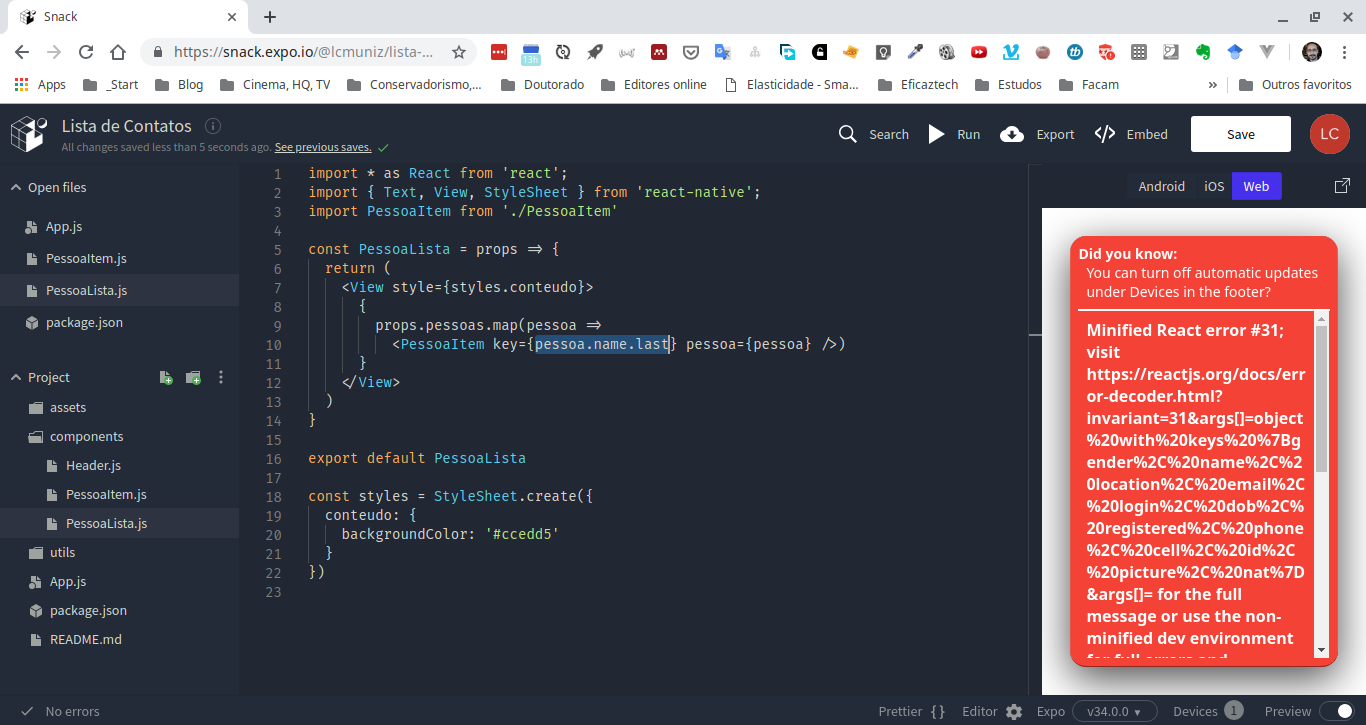 Snack
https://snack.expo.io/@lcmuniz/lista-...
13h
Apps
_Start
Blog
Cinema, HQ, TV
Conservadorismo,...
Doutorado
Editores online
Elasticidade - Sma...
Eficaztech
Estudos
Facam
»
Outros favoritos
Lista de Contatos
All changes saved less than 5 seconds ago. See previous saves.
Search
Run
Export
Embed
Save
LC
Open files
App.js
PessoaItem.js
PessoaLista.js
package.json
Project
assets
components
Header.js
PessoaItem.js
PessoaLista.js
utils
App.js
package.json
README.md
1 import * as React from 'react';
2 import { Text, View, StyleSheet } from 'react-native';
3 import PessoaItem from './PessoaItem'
4
5 const PessoaLista = props => {
6 return (
7 <View style={styles.conteudo}>
8 {
9 props.pessoas.map(pessoa =>
10 <PessoaItem key={pessoa.name.last} pessoa={pessoa} />)
11 }
12 </View>
13 )
14 }
15
16 export default PessoaLista
17
18 const styles = StyleSheet.create({
19 conteudo: {
20 backgroundColor: '#ccedd5'
21 }
22 })
23
Android
iOS
Web
Did you know:
You can turn off automatic updates
under Devices in the footer?
Minified React error #31;
visit
https://reactjs.org/docs/err
or-decoder.html?
invariant=31&args[]=object
%20with%20keys%20%7Bg
ender%2C%20name%2C%2
0location%2C%20email%2C
%20login%2C%20dob%2C%
20registered%2C%20phone
%2C%20cell%2C%20id%2C
%20picture%2C%20nat%7D
&args[]= for the full
message or use the non-
minified dev environment
for full errors and
No errors
Prettier { }
Editor
Expo
v34.0.0
Devices
1
Preview